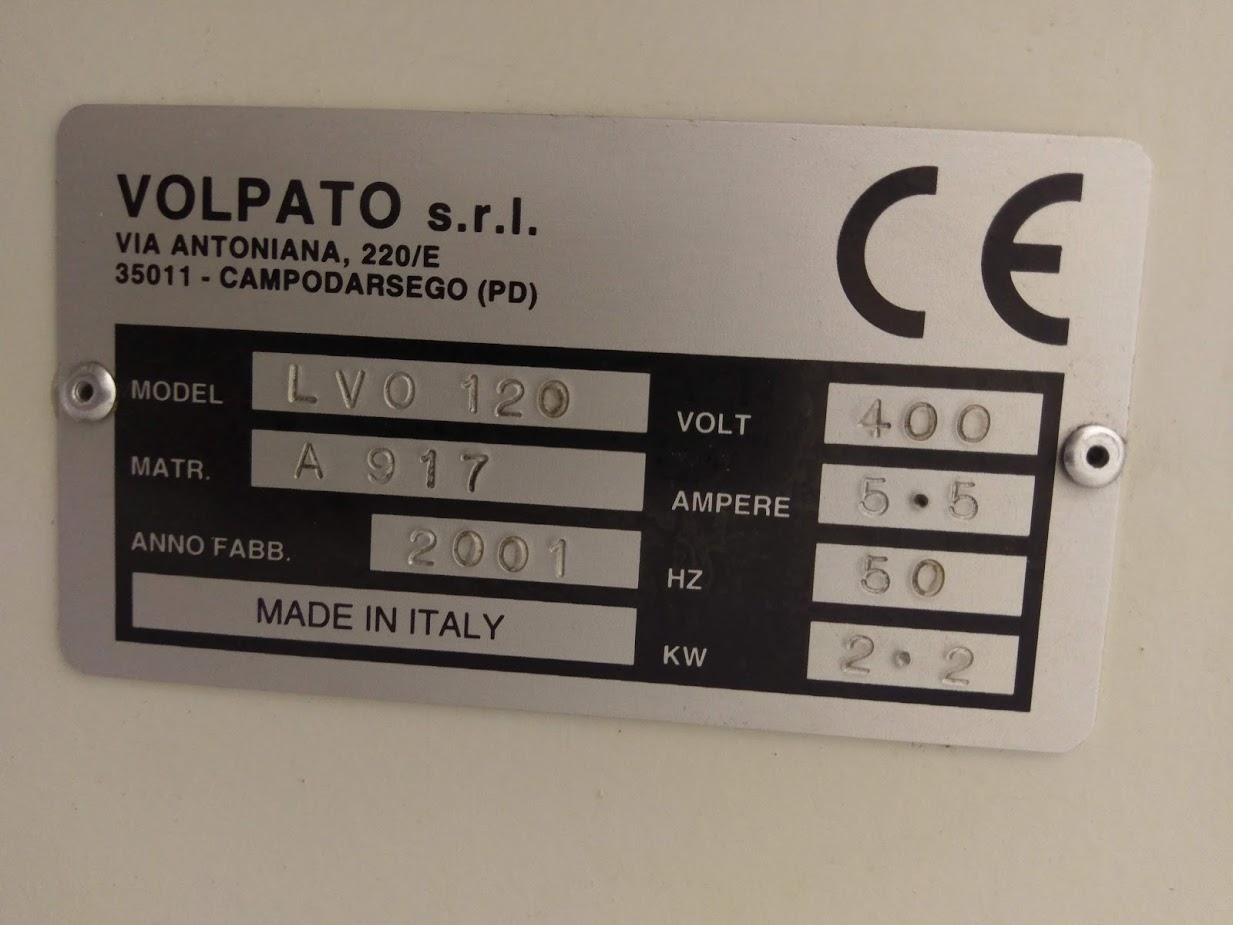 VOLPATO s.r.l.
VIA ANTONIANA, 220/E
35011 - CAMPODARSEGO (PD)
CE
MODEL LVO 120
MATR. A 917
ANNO FABB. 2001
MADE IN ITALY
VOLT 400
AMPERE 5.5
HZ 50
KW 2.2